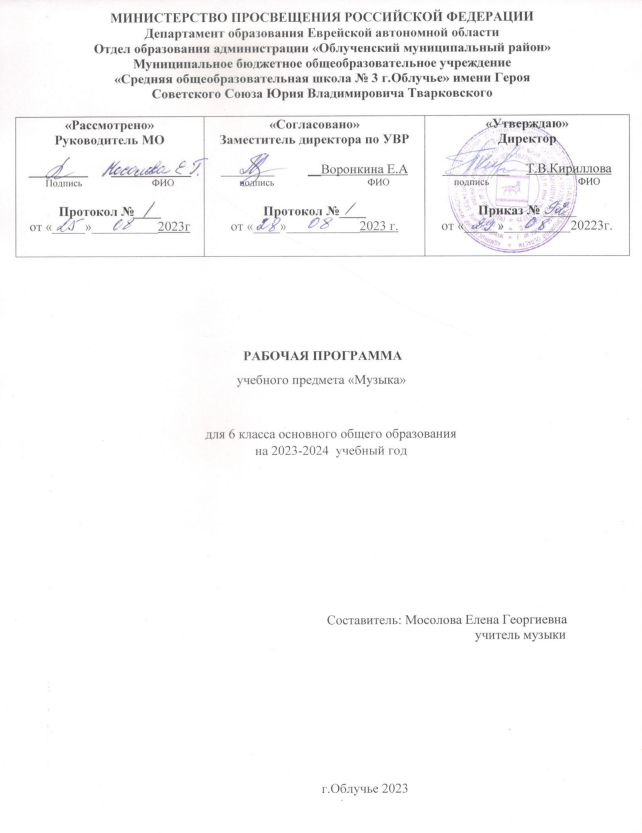 МИНИСТЕРСТВО ПРОСВЕЩЕНИЯ РОССИЙСКОЙ ФЕДЕРАЦИИ
Департамент образования Еврейской автономной области
Отдел образования администрации «Облученский муниципальный район»
Муниципальное бюджетное общеобразовательное учреждение
«Средняя общеобразовательная школа № 3 г.Облучье» имени Героя
Советского Союза Юрия Владимировича Тварковского
«Рассмотрено»
Руководитель МО
Мосолова Е.Г.
подпись ФИО
Протокол № 1
от « 25 » 08 2023г
«Согласовано»
Заместитель директора по УВР
Воронкина Е.А
подпись ФИО
Протокол № 1
от « 28 » 08 2023 г.
«Утверждаю»
Директор
Т.В.Кириллова
подпись ФИО
Приказ №
от « 29 » 08 20223г.
РАБОЧАЯ ПРОГРАММА
учебного предмета «Музыка»
для 6 класса основного общего образования
на 2023-2024 учебный год
Составитель: Мосолова Елена Георгиевна
учитель музыки
г.Облучье 2023